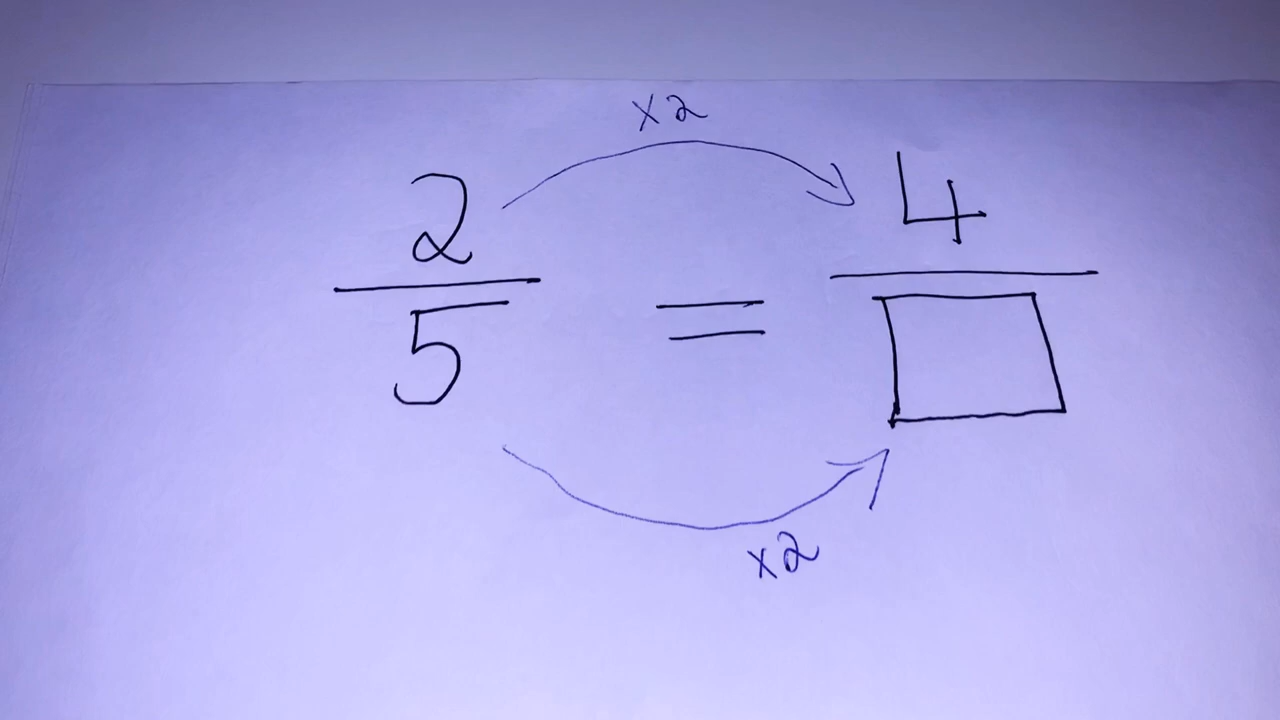 x2
2/5 = 4/□
x2